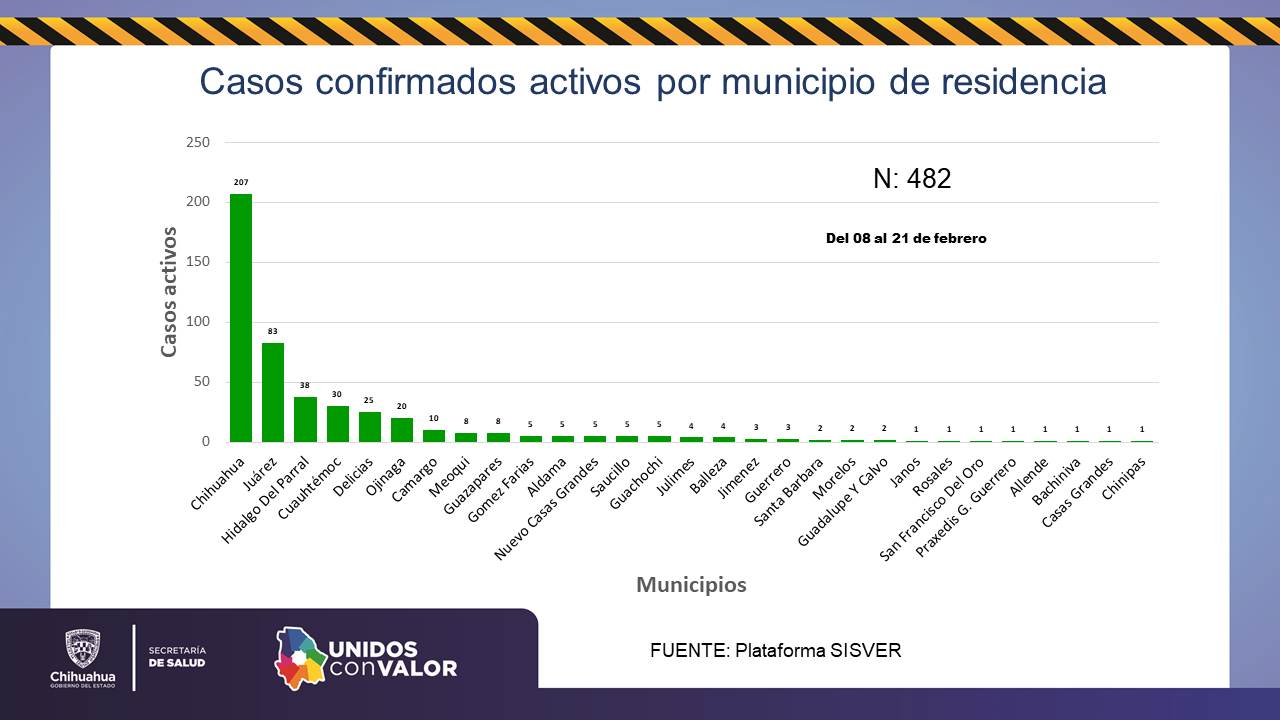 Casos confirmados activos por municipio de residencia
250
200
150
100
50
0
Casos activos
N: 482
Del 08 al 21 de febrero
207
83
38
30
25
20
10
8
8
5
5
5
5
5
4
4
3
3
2
2
2
1
1
1
1
1
1
1
1
Chihuahua
Juárez
Hidalgo Del Parral
Cuauhtémoc
Delicias
Ojinaga
Camargo
Meoqui
Guazapares
Gomez Farias
Aldama
Nuevo Casas Grandes
Saucillo
Guachochi
Julimes
Balleza
Jimenez
Guerrero
Santa Barbara
Morelos
Guadalupe Y Calvo
Janos
Rosales
San Francisco Del Oro
Praxedis G. Guerrero
Allende
Bachiniva
Casas Grandes
Chinipas
Municipios
Chihuahua
GOBIERNO DEL ESTADO
SECRETARÍA
DE SALUD
UNIDOS
conVALOR
FUENTE: Plataforma SISVER